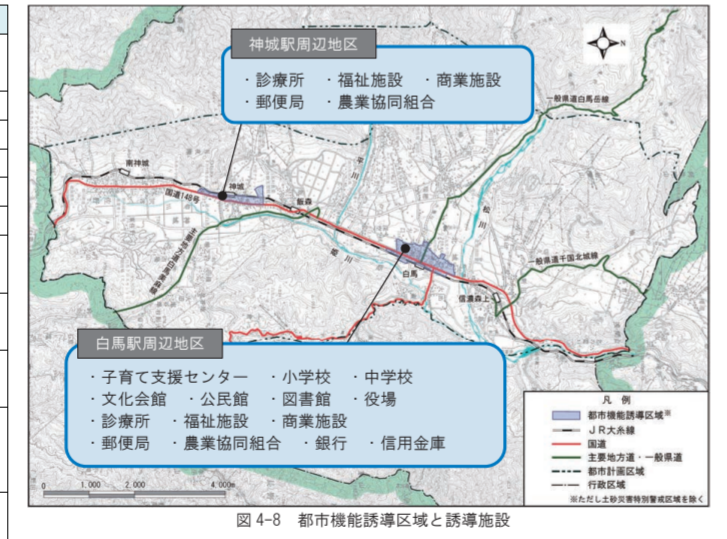 神城駅周辺地区
・診療所　・福祉施設　・商業施設
・郵便局　・農業協同組合
N
一般県道白馬岳線
南神城
神城
国道148号
飯森
平川
松川
姫川
白馬
信濃森上
一般県道千国北城線
白馬駅周辺地区
・子育て支援センター　・小学校　・中学校
・文化会館　・公民館　・図書館　・役場
・診療所　・福祉施設　・商業施設
・郵便局　・農業協同組合　・銀行　・信用金庫
凡 例
都市機能誘導区域※
ＪＲ大糸線
国道
主要地方道・一般県道
都市計画区域
行政区域
※ただし土砂災害特別警戒区域を除く
0 1,000 2,000 4,000m
図 4-8　都市機能誘導区域と誘導施設